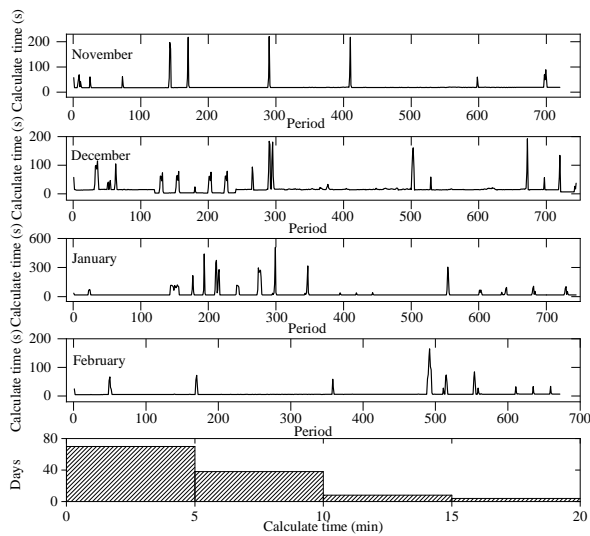 Calculate time (s)
November
200
100
0
0 100 200 300 400 500 600 700
Period
Calculate time (s)
December
200
100
0
0 100 200 300 400 500 600 700
Period
Calculate time (s)
January
600
300
0
0 100 200 300 400 500 600 700
Period
Calculate time (s)
February
200
100
0
0 100 200 300 400 500 600 700
Period
Days
80
40
0
0 5 10 15 20
Calculate time (min)